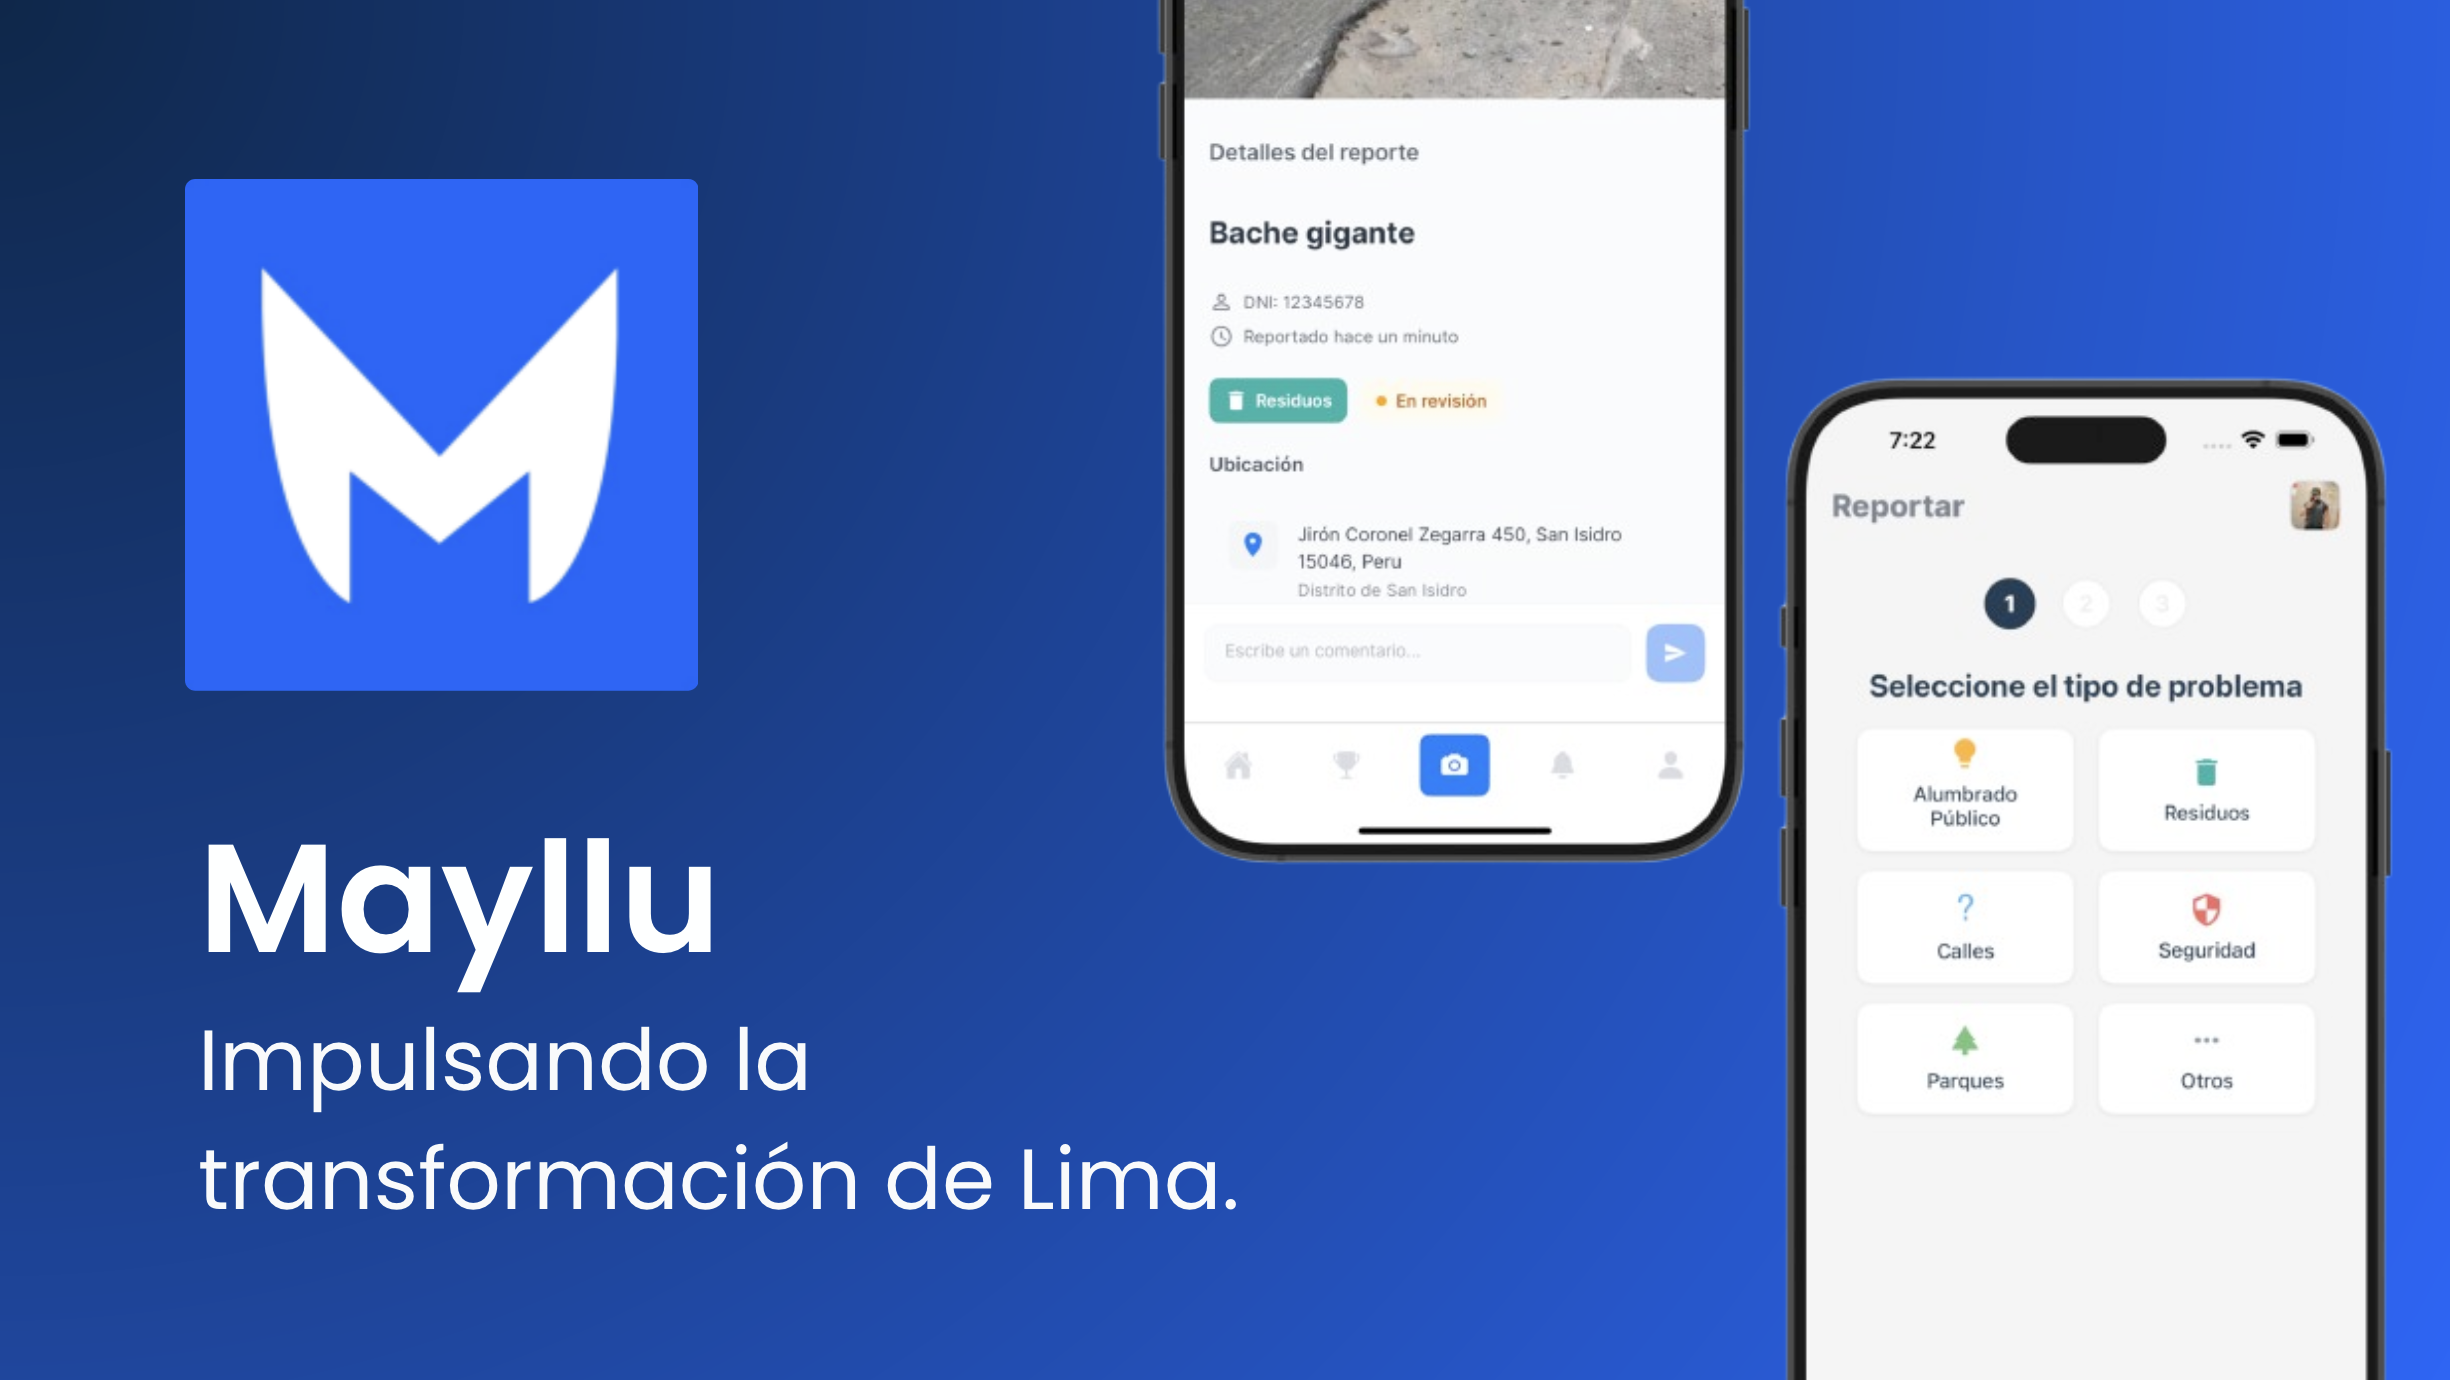 Mayllu
Impulsando la
transformación de Lima.
Detalles del reporte
Bache gigante
DNI: 12345678
Reportado hace un minuto
Residuos
En revisión
Ubicación
Jirón Coronel Zegarra 450, San Isidro
15046, Peru
Distrito de San Isidro
Escribe un comentario...
7:22
Reportar
1 2 3
Seleccione el tipo de problema
Alumbrado
Público
Residuos
Calles
Seguridad
Parques
Otros